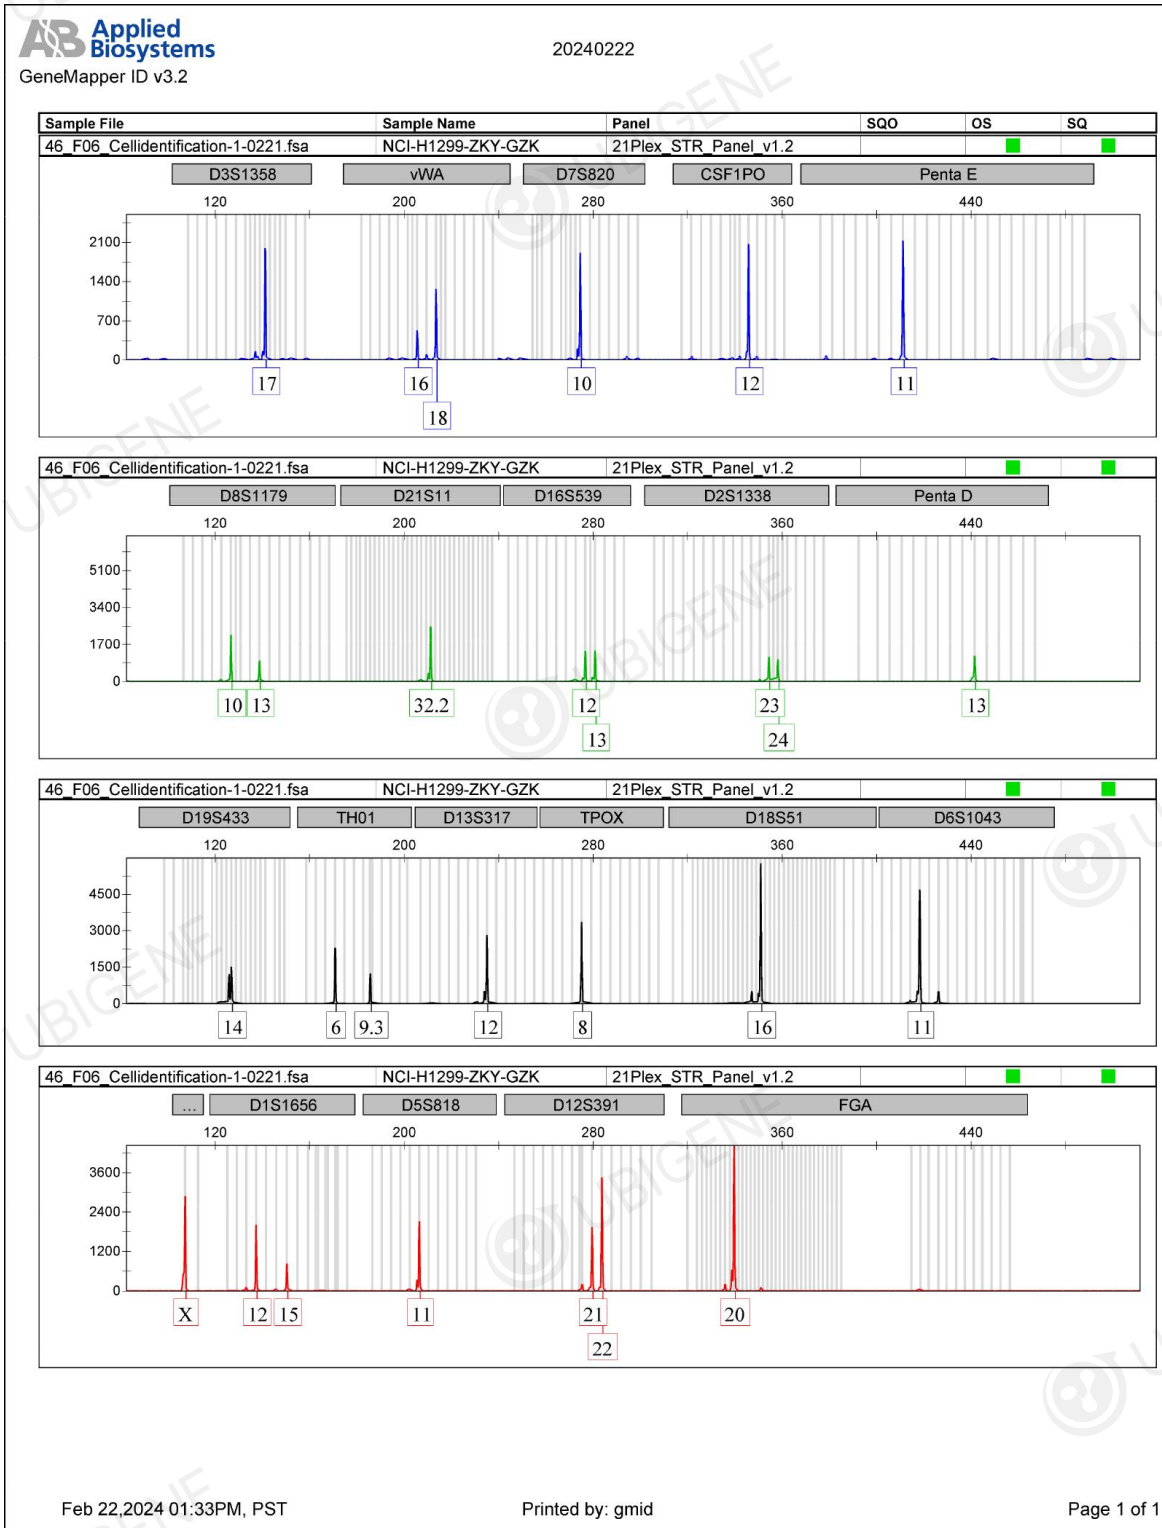 AB Applied Biosystems
20240222
GeneMapper ID v3.2
Sample File Sample Name Panel SQO OS SQ
46_F06_Cellidentification-1-0221.fsa NCI-H1299-ZKY-GZK 21Plex_STR_Panel_v1.2
D3S1358 vWA D7S820 CSF1PO Penta E
120 200 280 360 440
2100
1400
700
0
17 16 10 12 11
18
46_F06_Cellidentification-1-0221.fsa NCI-H1299-ZKY-GZK 21Plex_STR_Panel_v1.2
D8S1179 D21S11 D16S539 D2S1338 Penta D
120 200 280 360 440
5100
3400
1700
0
10 13 32.2 12 23 13
13 24
46_F06_Cellidentification-1-0221.fsa NCI-H1299-ZKY-GZK 21Plex_STR_Panel_v1.2
D19S433 TH01 D13S317 TPOX D18S51 D6S1043
120 200 280 360 440
4500
3000
1500
0
14 6 9.3 12 8 16 11
46_F06_Cellidentification-1-0221.fsa NCI-H1299-ZKY-GZK 21Plex_STR_Panel_v1.2
... D1S1656 D5S818 D12S391 FGA
120 200 280 360 440
3600
2400
1200
0
X 12 15 11 21 20
22
Feb 22,2024 01:33PM, PST Printed by: gmid Page 1 of 1
UBIGENE
UBIGENE
UBIGENE
UBIGENE
UBIGENE